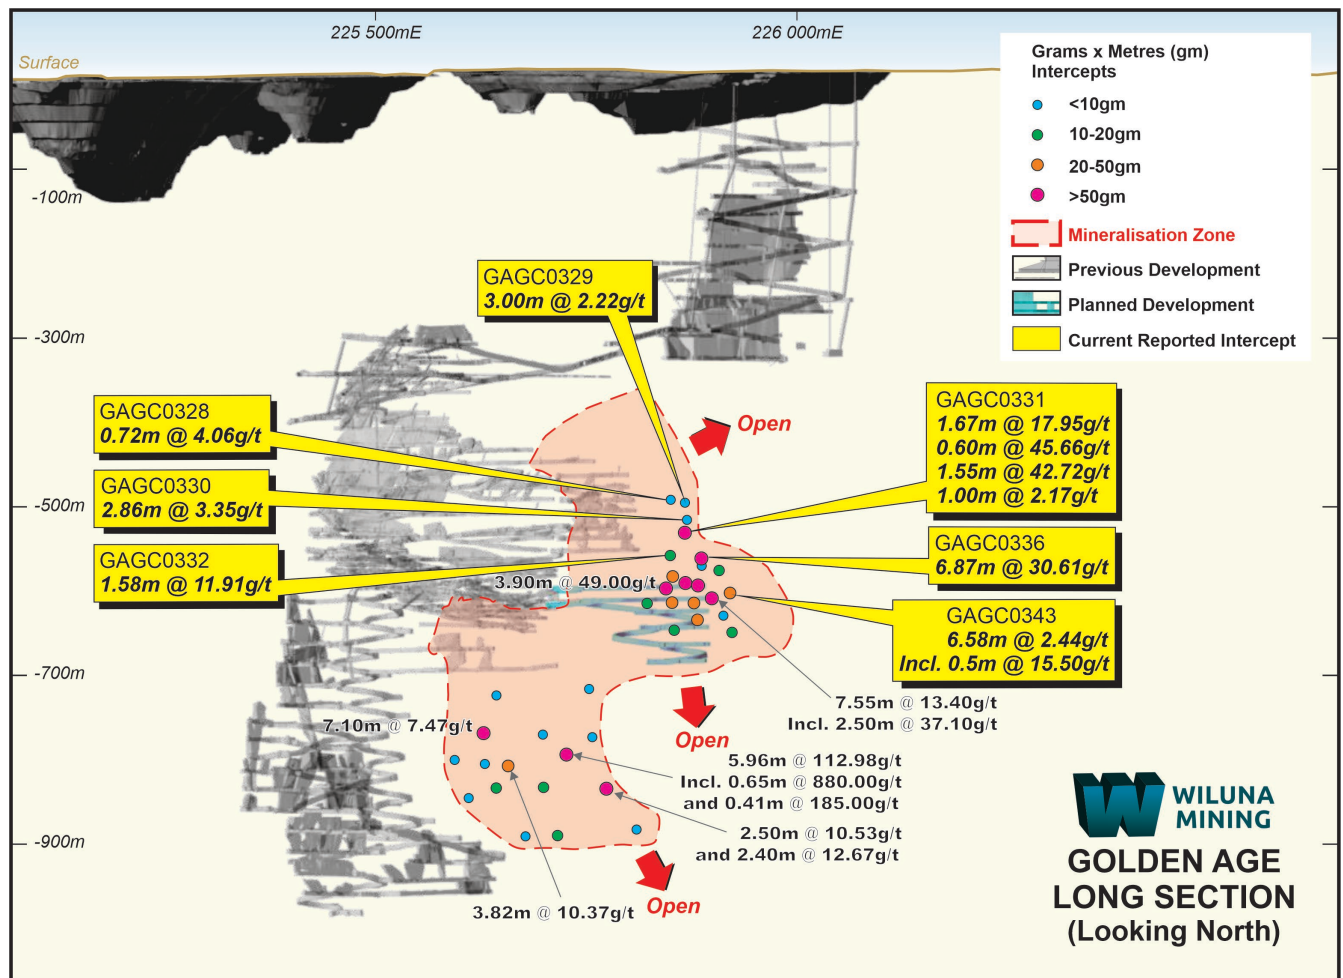 225 500mE
226 000mE
Surface
-100m
-300m
-500m
-700m
-900m
Grams x Metres (gm)
Intercepts
<10gm
10-20gm
20-50gm
>50gm
Mineralisation Zone
Previous Development
Planned Development
Current Reported Intercept
GAGC0329
3.00m @ 2.22g/t
GAGC0328
0.72m @ 4.06g/t
GAGC0330
2.86m @ 3.35g/t
GAGC0332
1.58m @ 11.91g/t
Open
GAGC0331
1.67m @ 17.95g/t
0.60m @ 45.66g/t
1.55m @ 42.72g/t
1.00m @ 2.17g/t
GAGC0336
6.87m @ 30.61g/t
GAGC0343
6.58m @ 2.44g/t
Incl. 0.5m @ 15.50g/t
3.90m @ 49.00g/t
7.55m @ 13.40g/t
Incl. 2.50m @ 37.10g/t
7.10m @ 7.47g/t
Open
5.96m @ 112.98g/t
Incl. 0.65m @ 880.00g/t
and 0.41m @ 185.00g/t
2.50m @ 10.53g/t
and 2.40m @ 12.67g/t
3.82m @ 10.37g/t
Open
W WILUNA
MINING
GOLDEN AGE
LONG SECTION
(Looking North)